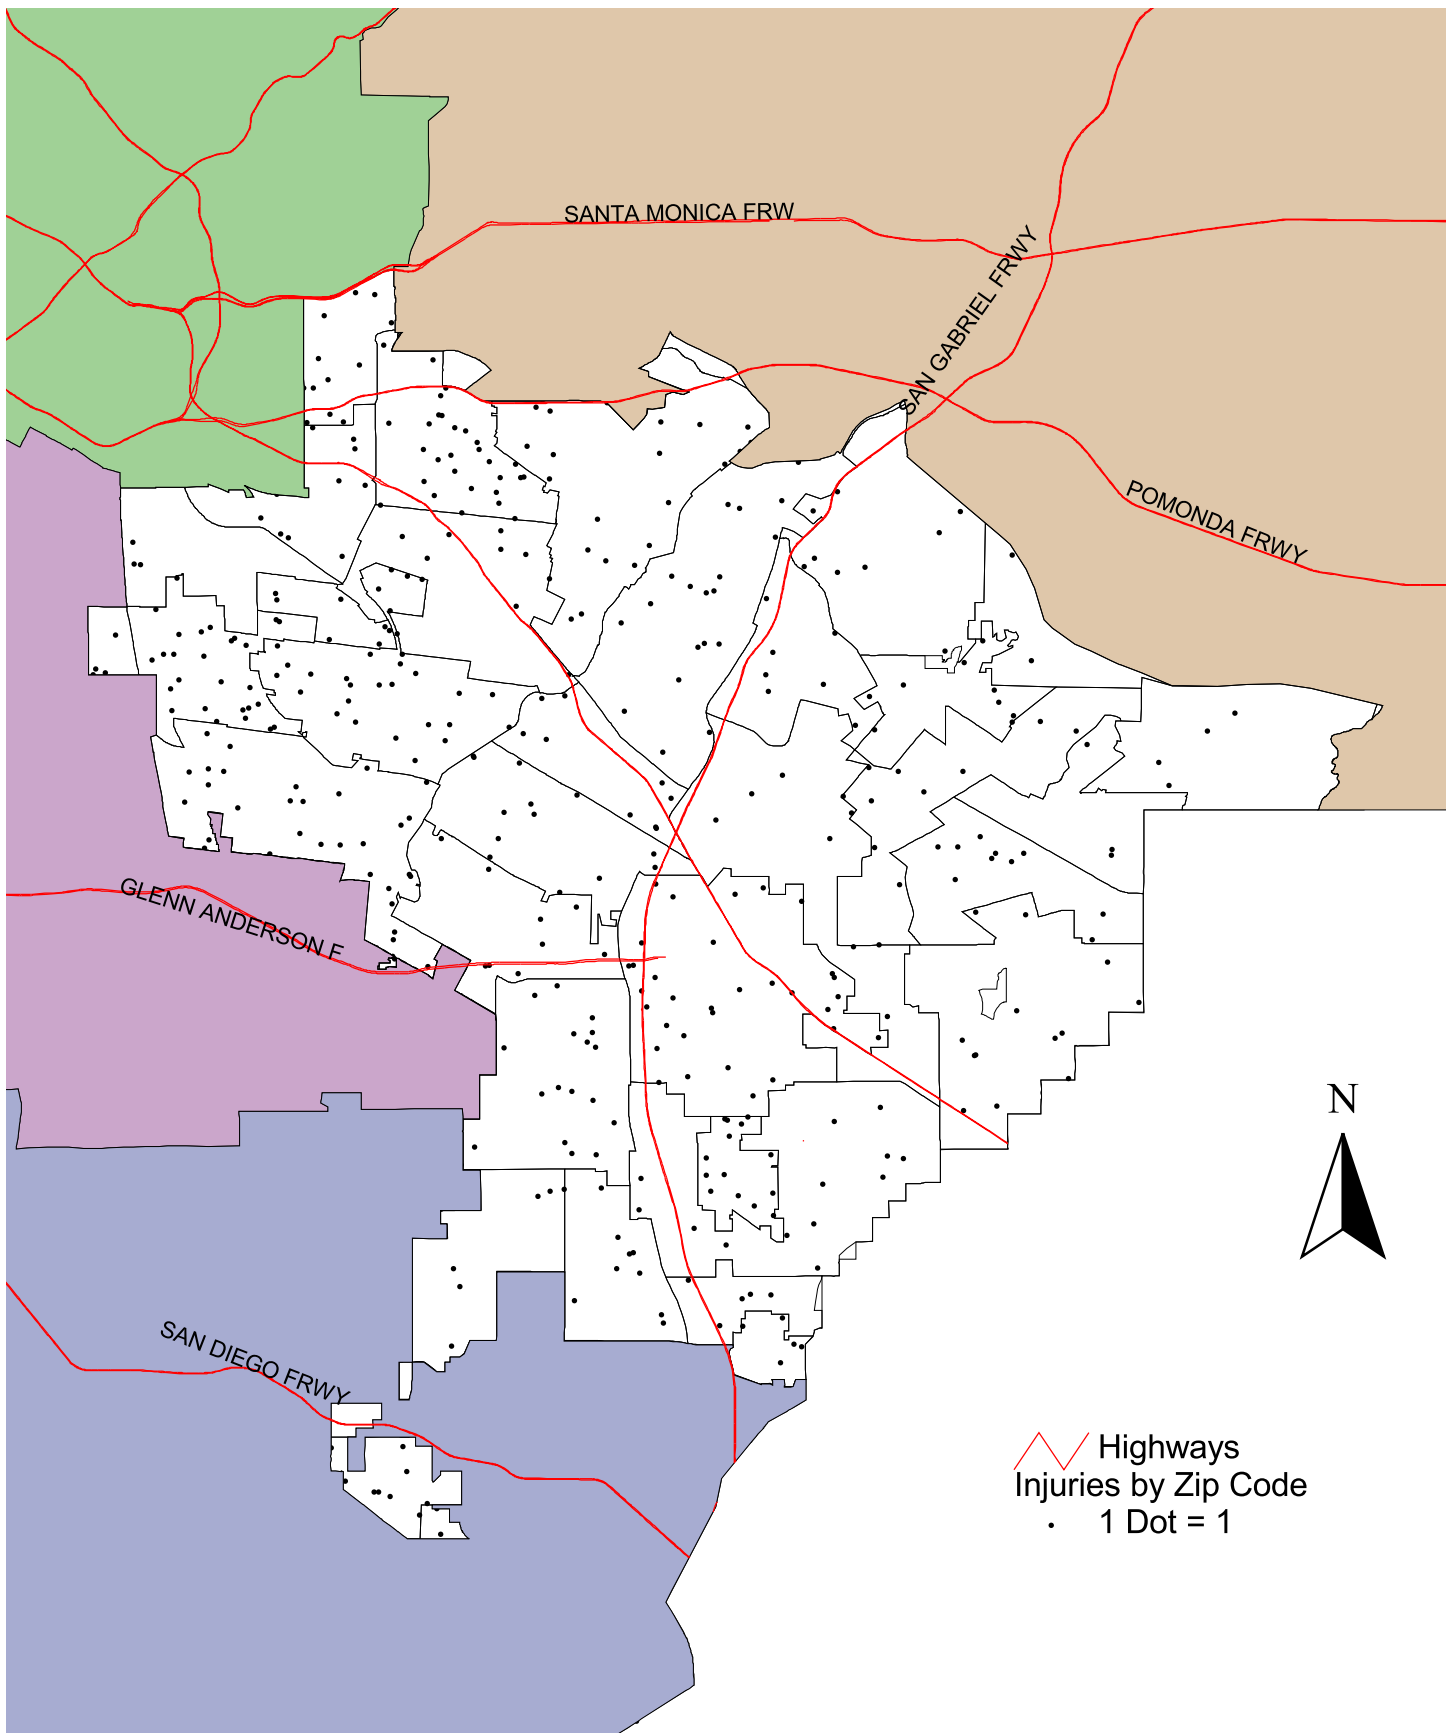 SANTA MONICA FRW
SAN GABRIEL FRWY
POMONDA FRWY
GLENN ANDERSON F
N
SAN DIEGO FRWY
Highways
Injuries by Zip Code
1 Dot = 1